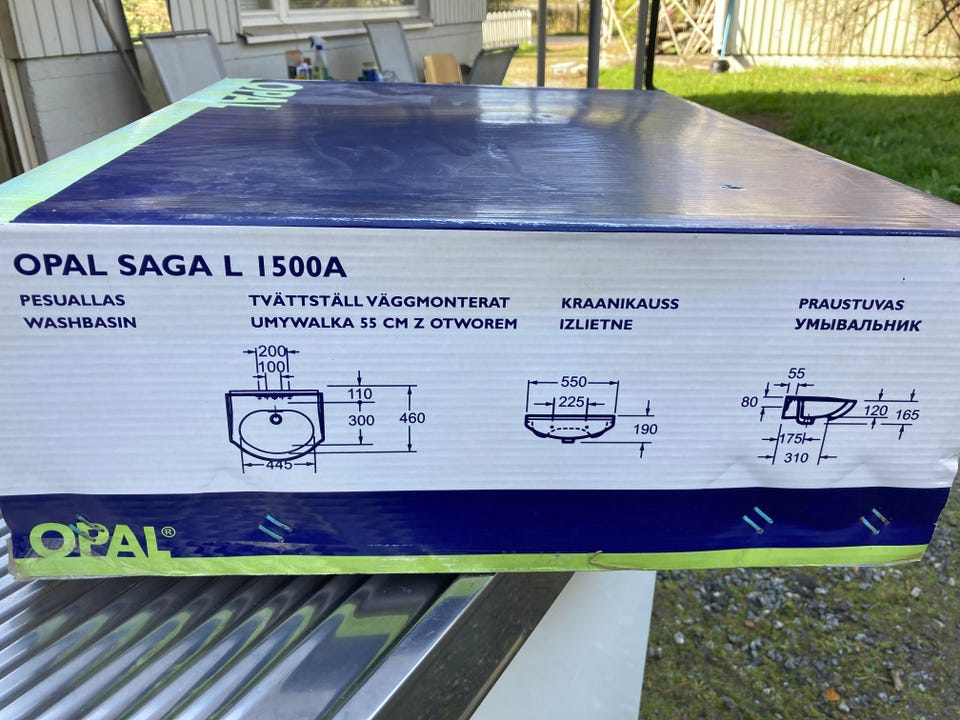 OPAL
OPAL SAGA L 1500A
PESUALLAS
WASHBASIN
TVÄTTSTÄLL VÄGGMONTERAT
UMYWALKA 55 CM Z OTWOREM
KRAANIKAUSS
IZLIETNE
PRAUSTUVAS
УМЫВАЛЬНИК
200
100
110
300
460
445
550
225
190
55
80
120
165
175
310
OPAL®